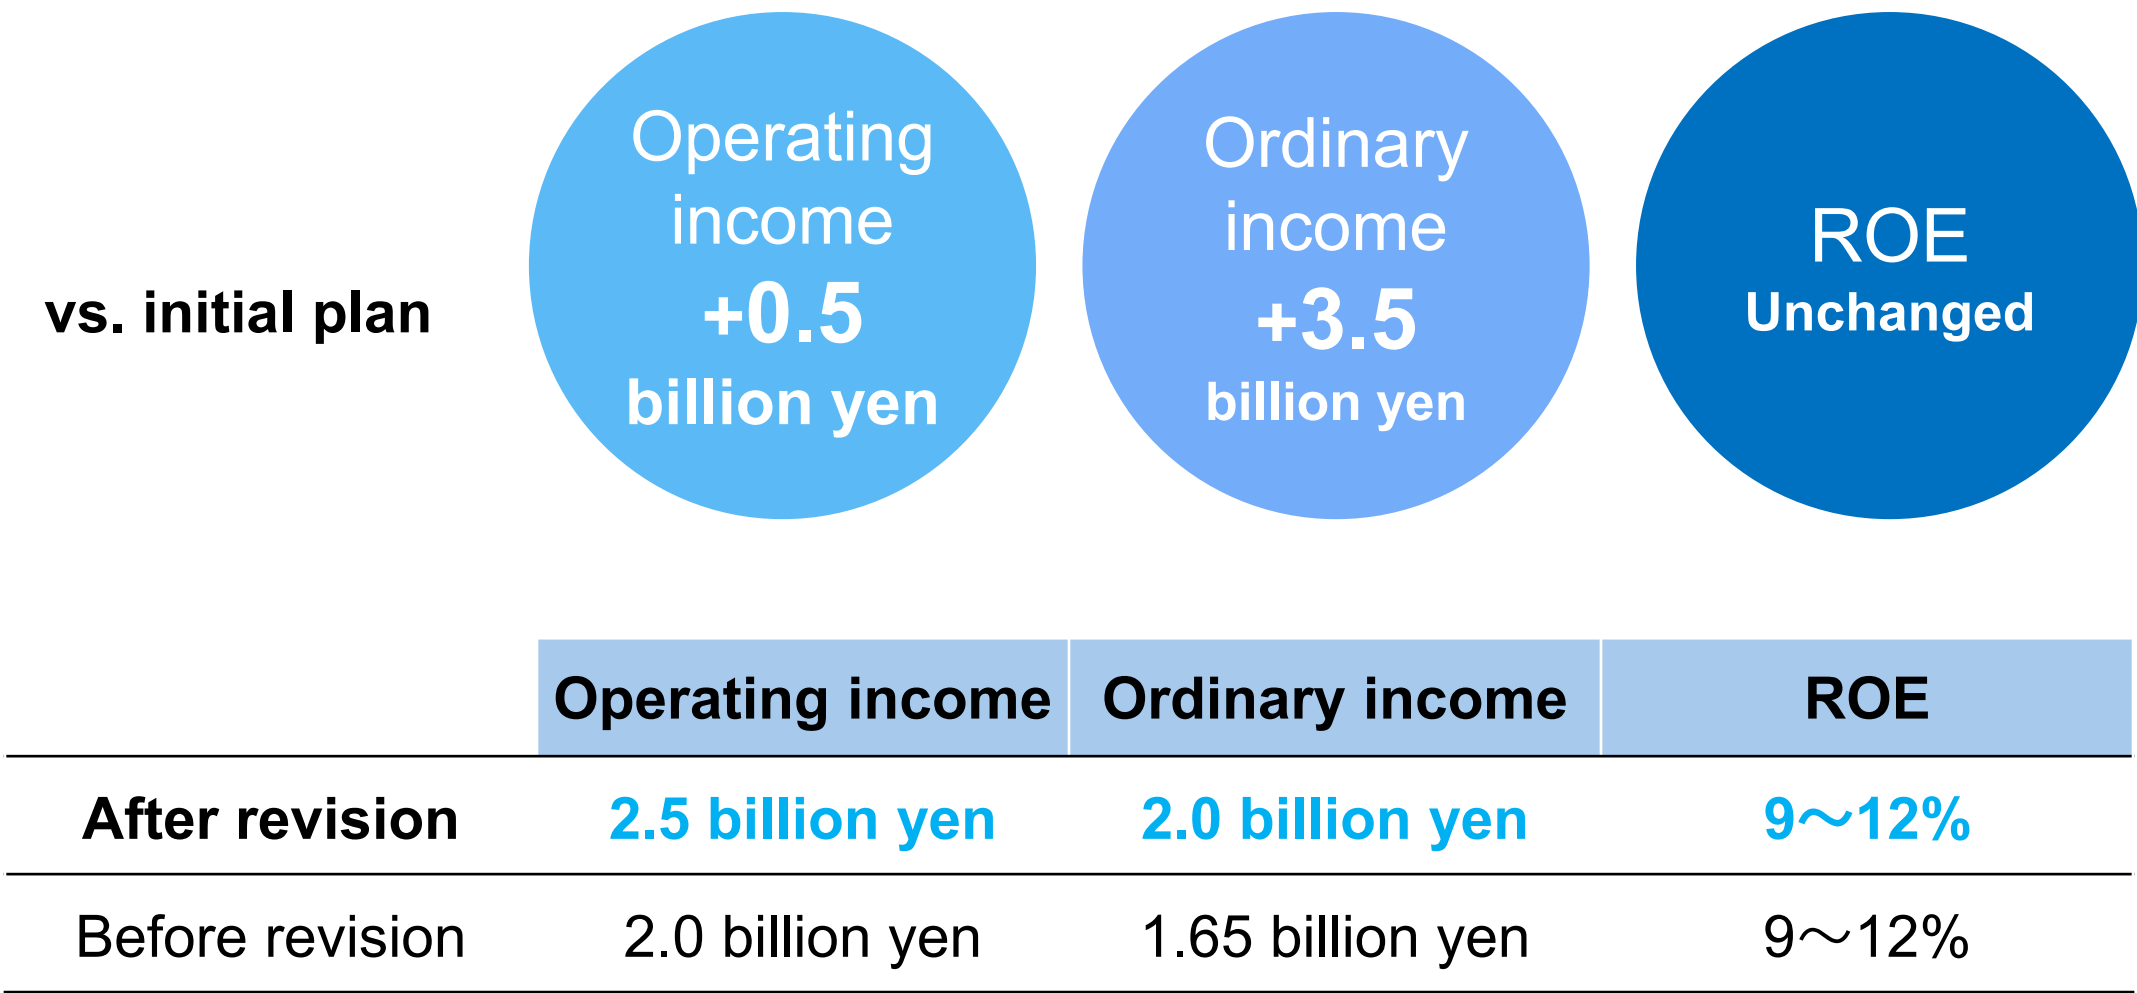 vs. initial plan
Operating
income
+0.5
billion yen
Ordinary
income
+3.5
billion yen
ROE
Unchanged
Operating income Ordinary income ROE
After revision 2.5 billion yen 2.0 billion yen 9～12%
Before revision 2.0 billion yen 1.65 billion yen 9～12%